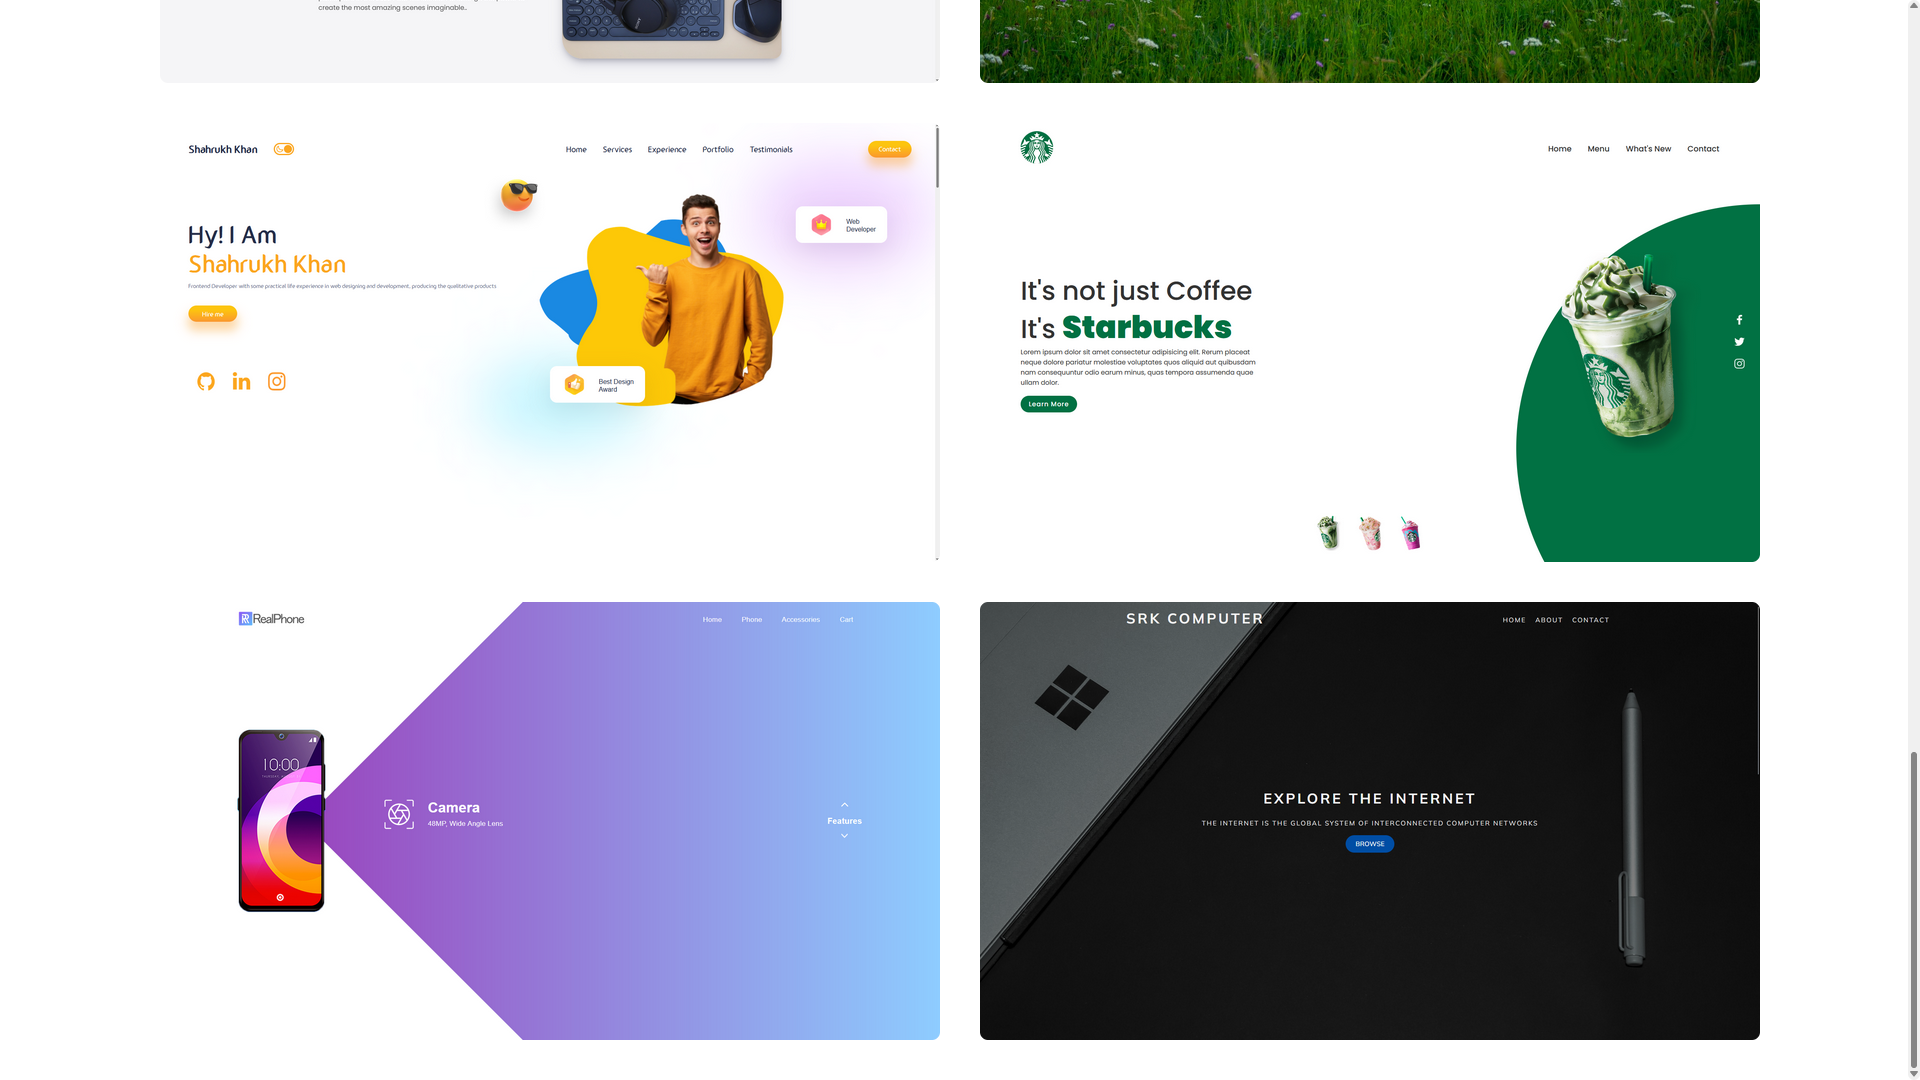 create the most amazing scenes imaginable..
Shahrukh Khan
Home Services Experience Portfolio Testimonials
Contact
Hy! I Am
Shahrukh Khan
Frontend Developer with some practical life experience in web designing and development, producing the qualitative products
Hire me
Web
Developer
Best Design
Award
Home Menu What's New Contact
It's not just Coffee
It's Starbucks
Lorem ipsum dolor sit amet consectetur adipisicing elit. Rerum placeat
neque dolore pariatur molestiae voluptates quas aliquid aut quibusdam
nam consequuntur odio earum minus, quas tempora assumenda quae
ullam dolor.
Learn More
RealPhone
Home Phone Accessories Cart
10:00
Camera
48MP, Wide Angle Lens
Features
SRK COMPUTER
HOME ABOUT CONTACT
EXPLORE THE INTERNET
THE INTERNET IS THE GLOBAL SYSTEM OF INTERCONNECTED COMPUTER NETWORKS
BROWSE